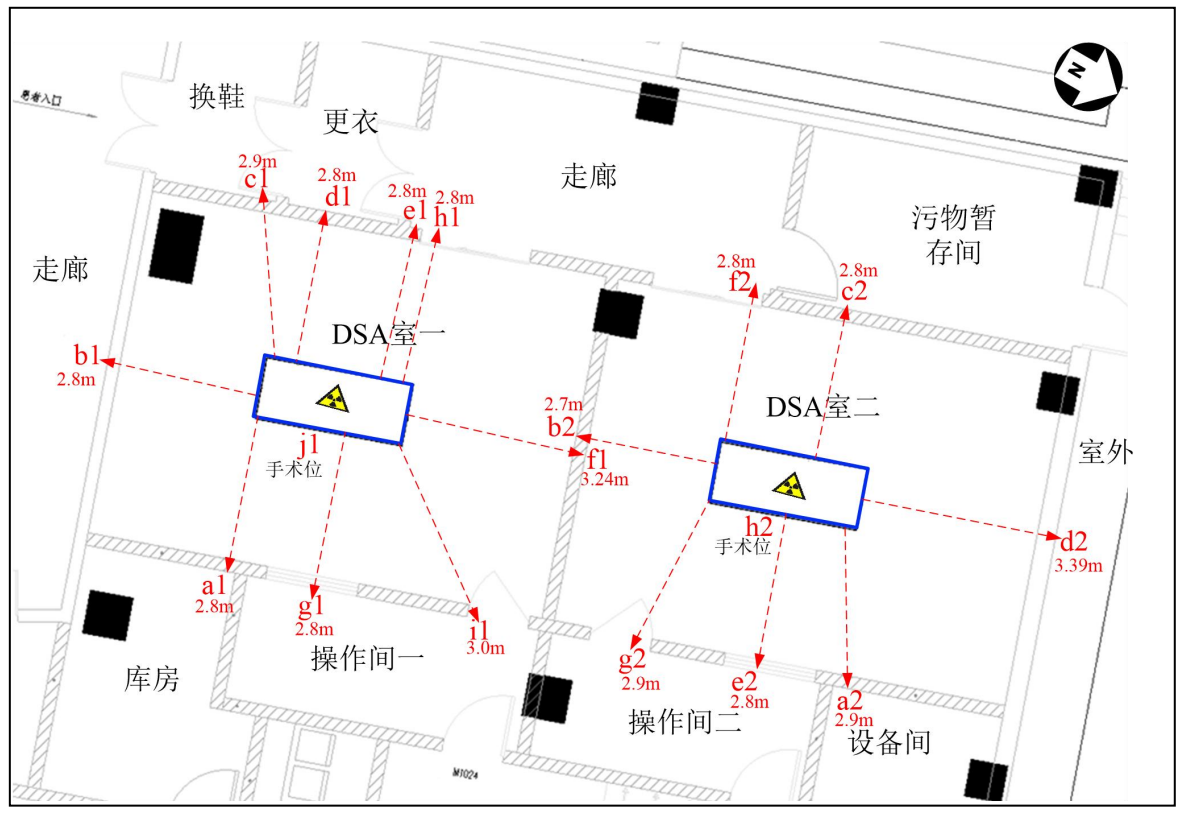 换鞋
患者入口
更衣
2.9m
c1
2.8m
d1
2.8m
e1
2.8m
h1
走廊
污物暂
存间
走廊
2.8m
f2
2.8m
c2
DSA室一
b1
2.8m
j1
手术位
2.7m
b2
f1
3.24m
DSA室二
室外
h2
手术位
d2
3.39m
a1
2.8m
g1
2.8m
i1
3.0m
操作间一
库房
g2
2.9m
e2
2.8m
a2
2.9m
操作间二
设备间
M1024
N